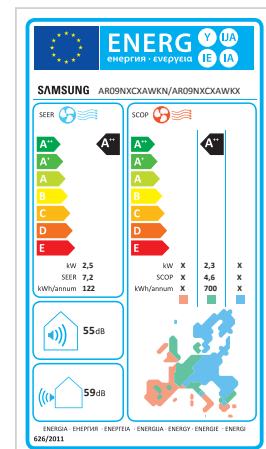 ENERG
енергия · ενεργεια
Y IJA
IE IA
SAMSUNG AR09NXCXAWKN/AR09NXCXAWKX
SEER SCOP
A++ A++ A++ A++
A+ A+
A A
B B
C C
D D
E E
kW 2,5 kW X 2,3 X
SEER 7,2 SCOP X 4,6 X
kWh/annum 122 kWh/annum X 700 X
55dB
59dB
ENERGIA · ЕНЕРГИЯ · ΕΝΕΡΓΕΙΑ · ENERGIJA · ENERGY · ENERGIE · ENERGI
626/2011